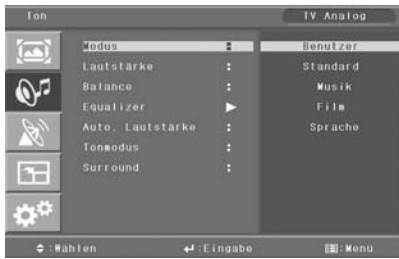 Ton TV Analog
Modus : Benutzer
Lautstärke : Standard
Balance : Musik
Equalizer ▶ Film
Auto. Lautstärke : Sprache
Tonmodus :
Surround :
:Wählen :Eingabe :Menü